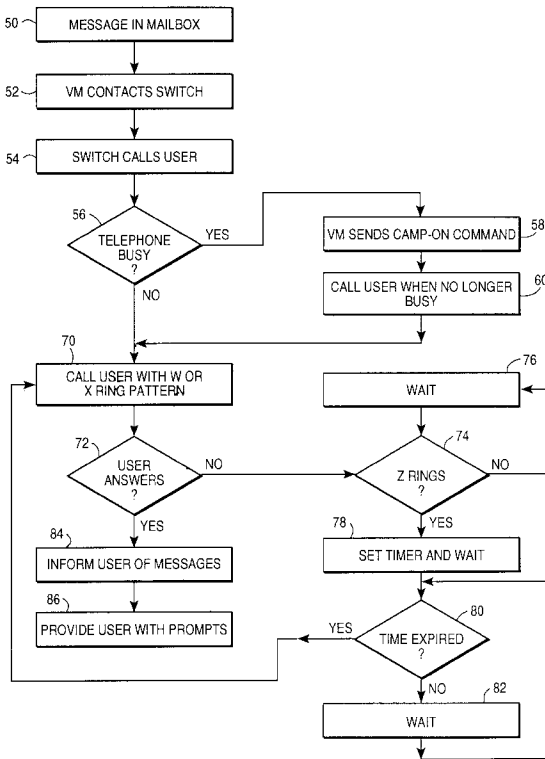 50
MESSAGE IN MAILBOX
52
VM CONTACTS SWITCH
54
SWITCH CALLS USER
56
TELEPHONE
BUSY
?
YES
NO
VM SENDS CAMP-ON COMMAND
58
CALL USER WHEN NO LONGER
BUSY
60
70
CALL USER WITH W OR
X RING PATTERN
76
WAIT
72
USER
ANSWERS
?
NO
YES
74
Z RINGS
?
NO
YES
84
INFORM USER OF MESSAGES
78
SET TIMER AND WAIT
86
PROVIDE USER WITH PROMPTS
80
TIME EXPIRED
?
YES
NO
82
WAIT